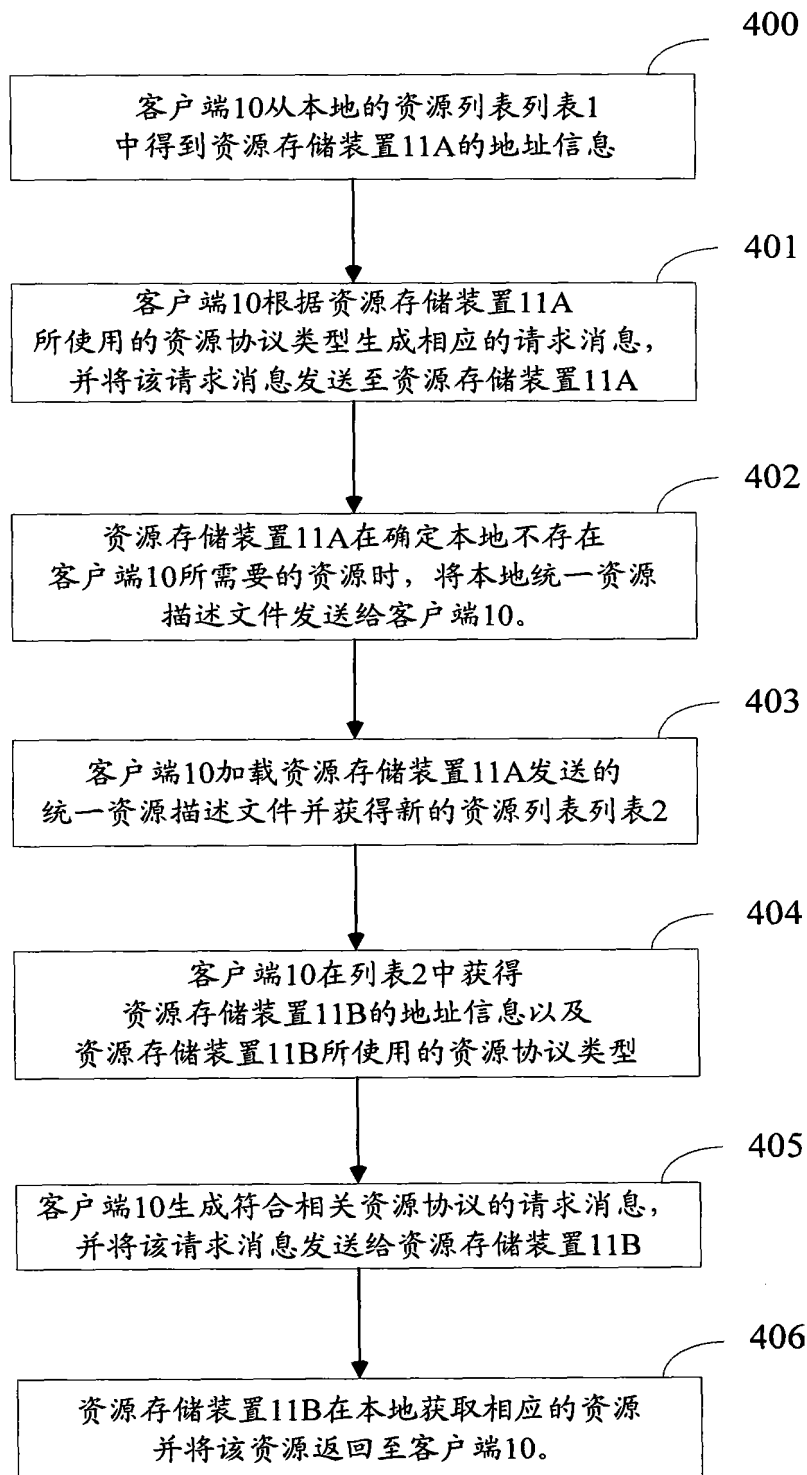 400
客户端10从本地的资源列表列表1
中得到资源存储装置11A的地址信息
401
客户端10根据资源存储装置11A
所使用的资源协议类型生成相应的请求消息，
并将该请求消息发送至资源存储装置11A
402
资源存储装置11A在确定本地不存在
客户端10所需要的资源时，将本地统一资源
描述文件发送给客户端10。
403
客户端10加载资源存储装置11A发送的
统一资源描述文件并获得新的资源列表列表2
404
客户端10在列表2中获得
资源存储装置11B的地址信息以及
资源存储装置11B所使用的资源协议类型
405
客户端10生成符合相关资源协议的请求消息，
并将该请求消息发送给资源存储装置11B
406
资源存储装置11B在本地获取相应的资源
并将该资源返回至客户端10。